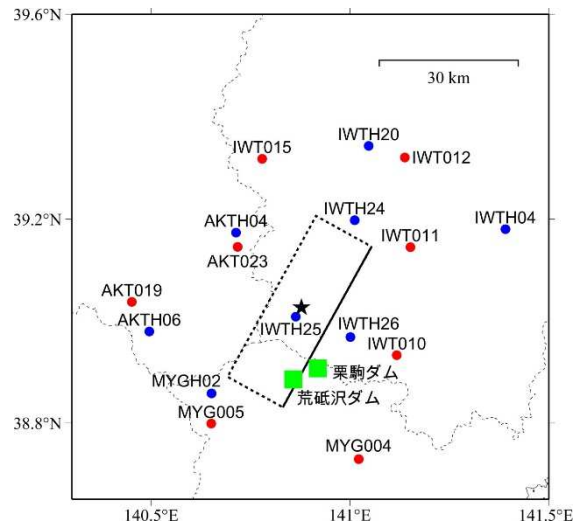 39.6°N
30 km
IWTH20
IWT015
IWT012
39.2°N
AKTH04
IWTH24
IWTH04
AKT023
IWT011
AKT019
AKTH06
IWTH25
IWTH26
IWT010
栗駒ダム
MYGH02
荒砥沢ダム
MYG005
38.8°N
MYG004
140.5°E
141°E
141.5°E